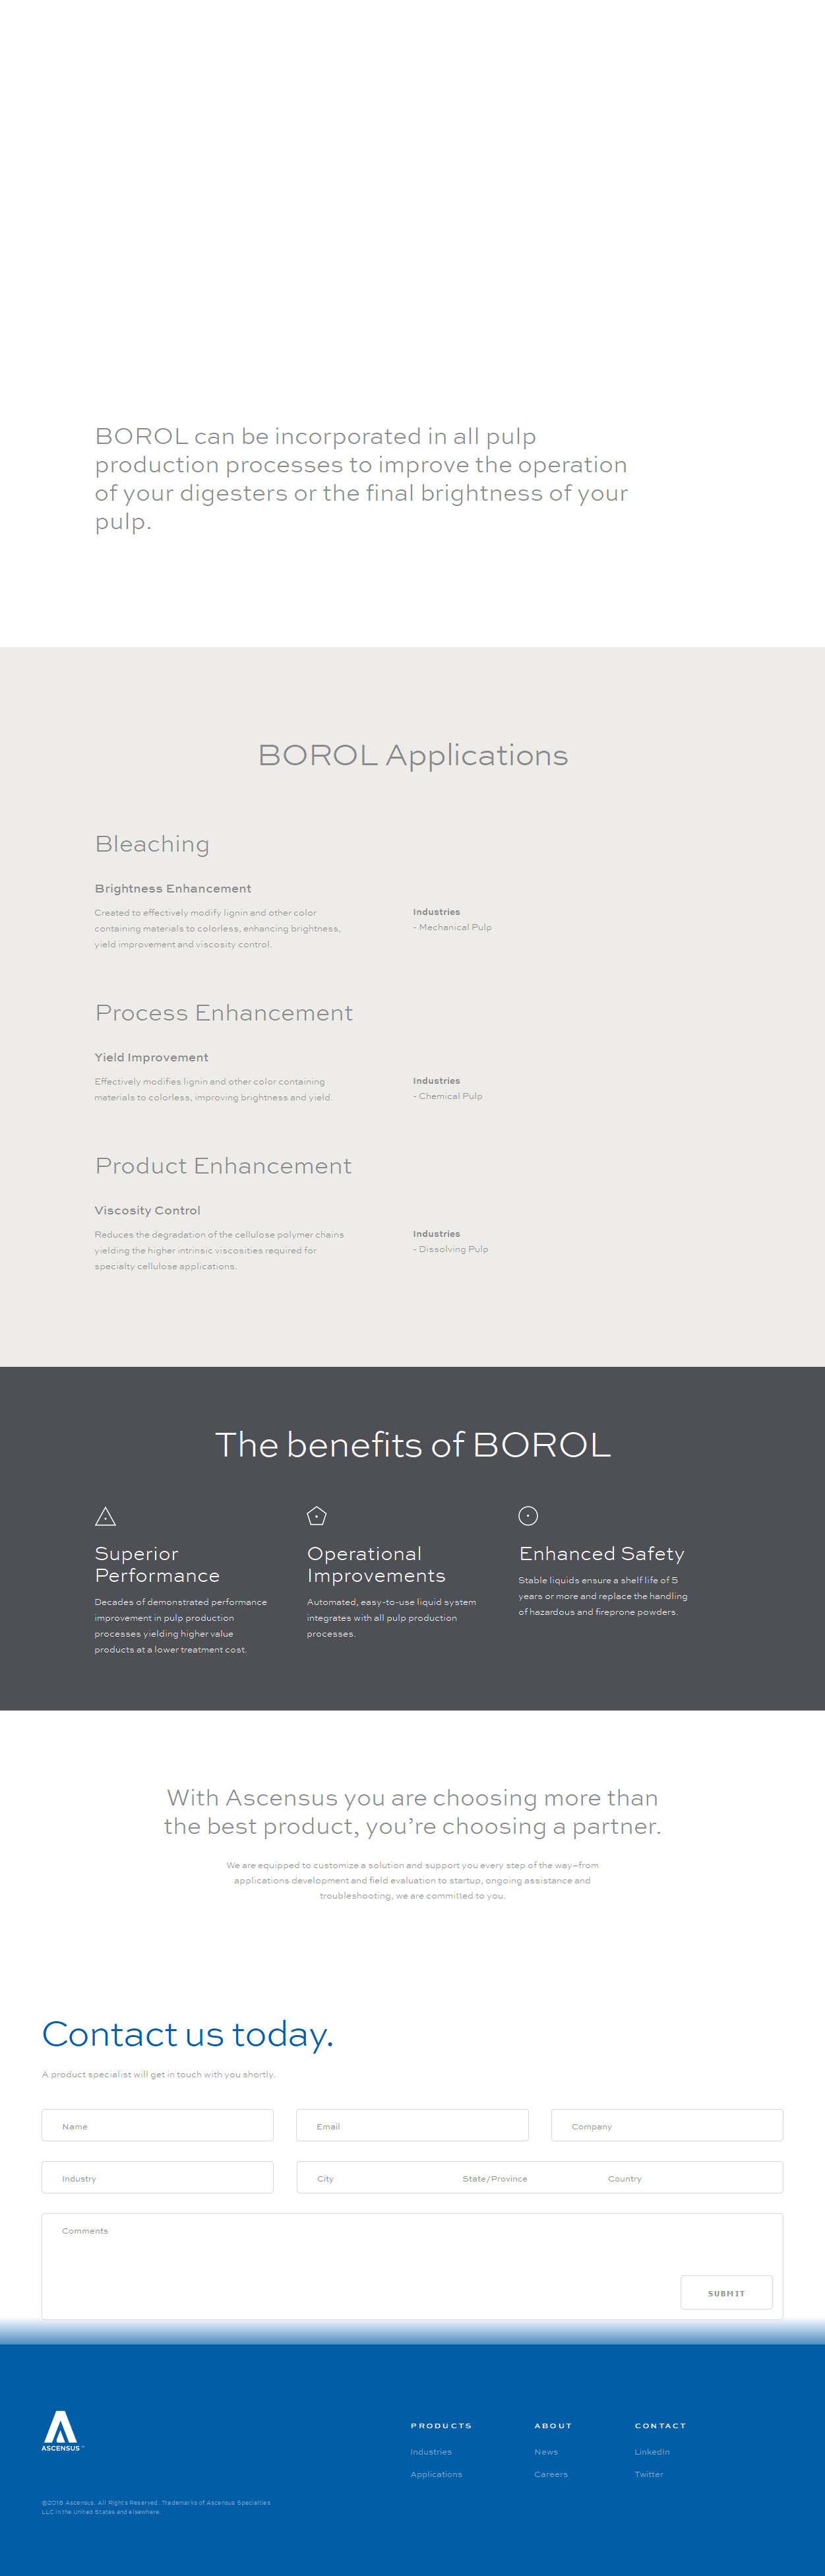 BOROL can be incorporated in all pulp
production processes to improve the operation
of your digesters or the final brightness of your
pulp.
BOROL Applications
Bleaching
Brightness Enhancement
Created to effectively modify lignin and other color
containing materials to colorless, enhancing brightness,
yield improvement and viscosity control.
Industries
- Mechanical Pulp
Process Enhancement
Yield Improvement
Effectively modifies lignin and other color containing
materials to colorless, improving brightness and yield.
Industries
- Chemical Pulp
Product Enhancement
Viscosity Control
Reduces the degradation of the cellulose polymer chains
yielding the higher intrinsic viscosities required for
specialty cellulose applications.
Industries
- Dissolving Pulp
The benefits of BOROL
Superior
Performance
Decades of demonstrated performance
improvement in pulp production
processes yielding higher value
products at a lower treatment cost.
Operational
Improvements
Automated, easy-to-use liquid system
integrates with all pulp production
processes.
Enhanced Safety
Stable liquids ensure a shelf life of 5
years or more and replace the handling
of hazardous and fireprone powders.
With Ascensus you are choosing more than
the best product, you’re choosing a partner.
We are equipped to customize a solution and support you every step of the way–from
applications development and field evaluation to startup, ongoing assistance and
troubleshooting, we are committed to you.
Contact us today.
A product specialist will get in touch with you shortly.
Name
Email
Company
Industry
City
State/Province
Country
Comments
SUBMIT
ASCENSUS™
PRODUCTS
Industries
Applications
ABOUT
News
Careers
CONTACT
LinkedIn
Twitter
©2018 Ascensus. All Rights Reserved. Trademarks of Ascensus Specialties
LLC in the United States and elsewhere.